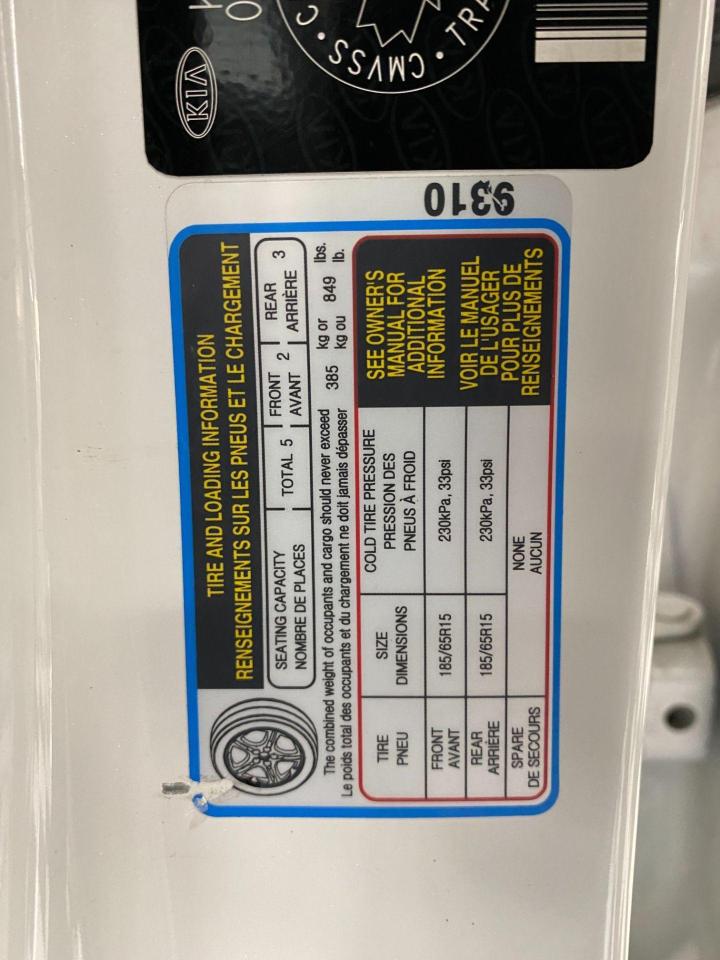 KIA
CMVSS
TRA
9310
TIRE AND LOADING INFORMATION
RENSEIGNEMENTS SUR LES PNEUS ET LE CHARGEMENT
SEATING CAPACITY
NOMBRE DE PLACES
TOTAL 5
FRONT
AVANT
2
REAR
ARRIÈRE
3
The combined weight of occupants and cargo should never exceed 385 kg or 849 lbs.
Le poids total des occupants et du chargement ne doit jamais dépasser kg ou lb.
TIRE
PNEU
SIZE
DIMENSIONS
COLD TIRE PRESSURE
PRESSION DES
PNEUS À FROID
FRONT
AVANT
185/65R15
230kPa, 33psi
REAR
ARRIÈRE
185/65R15
230kPa, 33psi
SPARE
DE SECOURS
NONE
AUCUN
SEE OWNER'S
MANUAL FOR
ADDITIONAL
INFORMATION
VOIR LE MANUEL
DE L'USAGER
POUR PLUS DE
RENSEIGNEMENTS